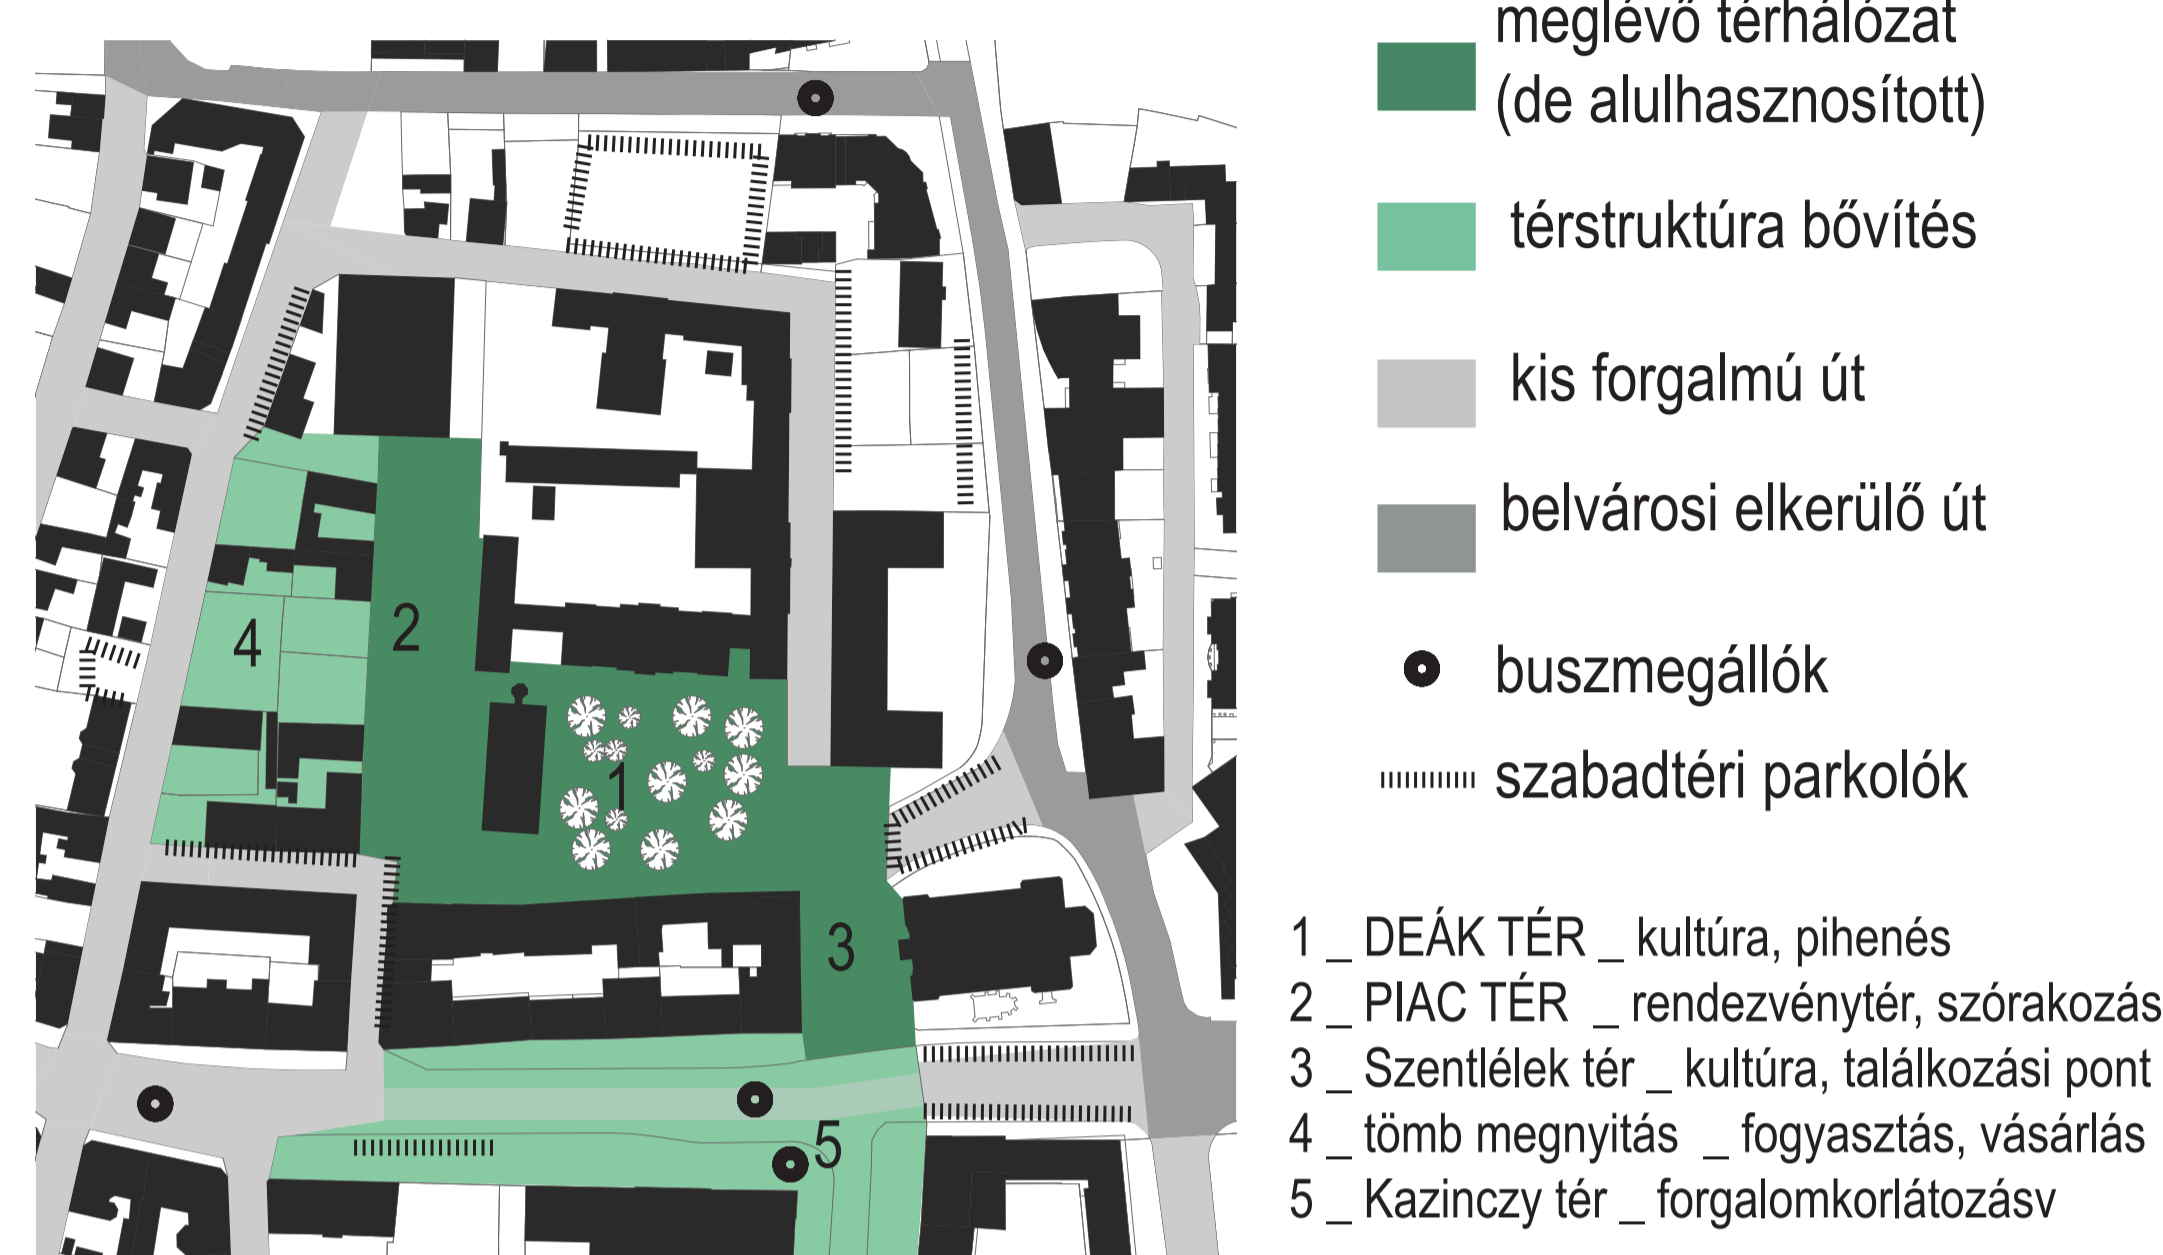 meglévő térhálózat
(de alulhasznosított)
térstruktúra bővítés
kis forgalmú út
belvárosi elkerülő út
buszmegállók
szabadtéri parkolók
1 _ DEÁK TÉR _ kultúra, pihenés
2 _ PIAC TÉR _ rendezvénytér, szórakozás
3 _ Szentlélek tér _ kultúra, találkozási pont
4 _ tömb megnyitás _ fogyasztás, vásárlás
5 _ Kazinczy tér _ forgalomkorlátozásv
2
4
1
3
5